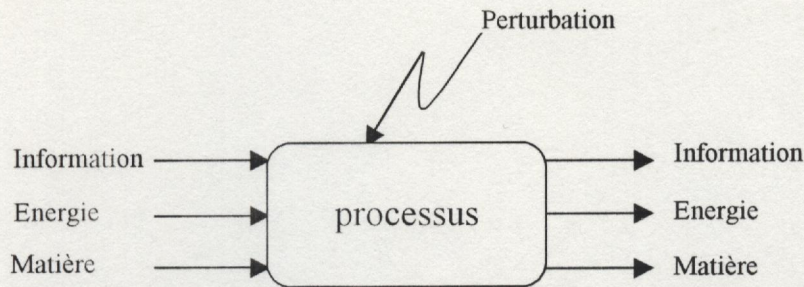 Perturbation
Information
Information
Energie
processus
Energie
Matière
Matière